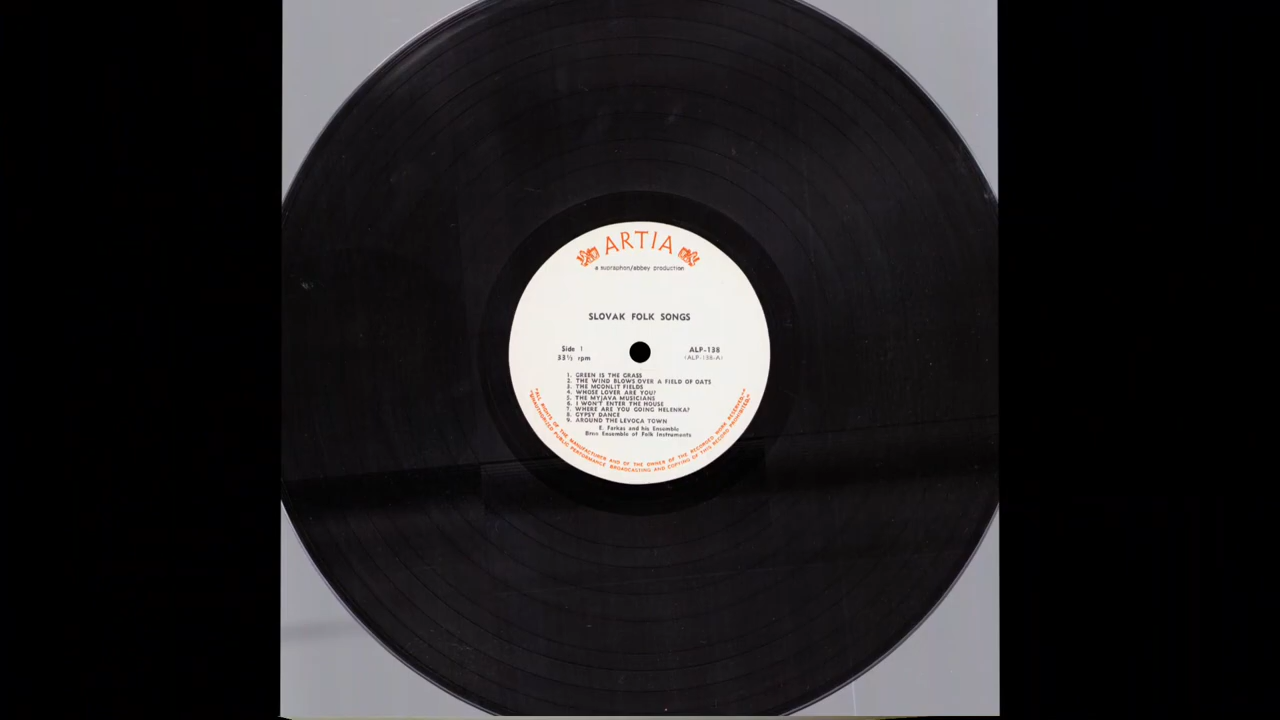 ARTIA
a supraphon/abbey production
SLOVAK FOLK SONGS
Side 1
33⅓ rpm
ALP-138
(ALP-138-A)
1. GREEN IS THE GRASS
2. THE WIND BLOWS OVER A FIELD OF OATS
3. THE MOONLIT FIELDS
4. WHOSE LOVER ARE YOU?
5. THE MYJAVA MUSICIANS
6. I WON'T ENTER THE HOUSE
7. WHERE ARE YOU GOING HELENKA?
8. GYPSY DANCE
9. AROUND THE LEVOCA TOWN
E. Farkas and his Ensemble
Brno Ensemble of Folk Instruments
"ALL RIGHTS OF THE MANUFACTURER AND OF THE OWNER OF THE RECORDED WORK RESERVED."
"UNAUTHORIZED PUBLIC PERFORMANCE BROADCASTING AND COPYING OF THIS RECORD PROHIBITED."